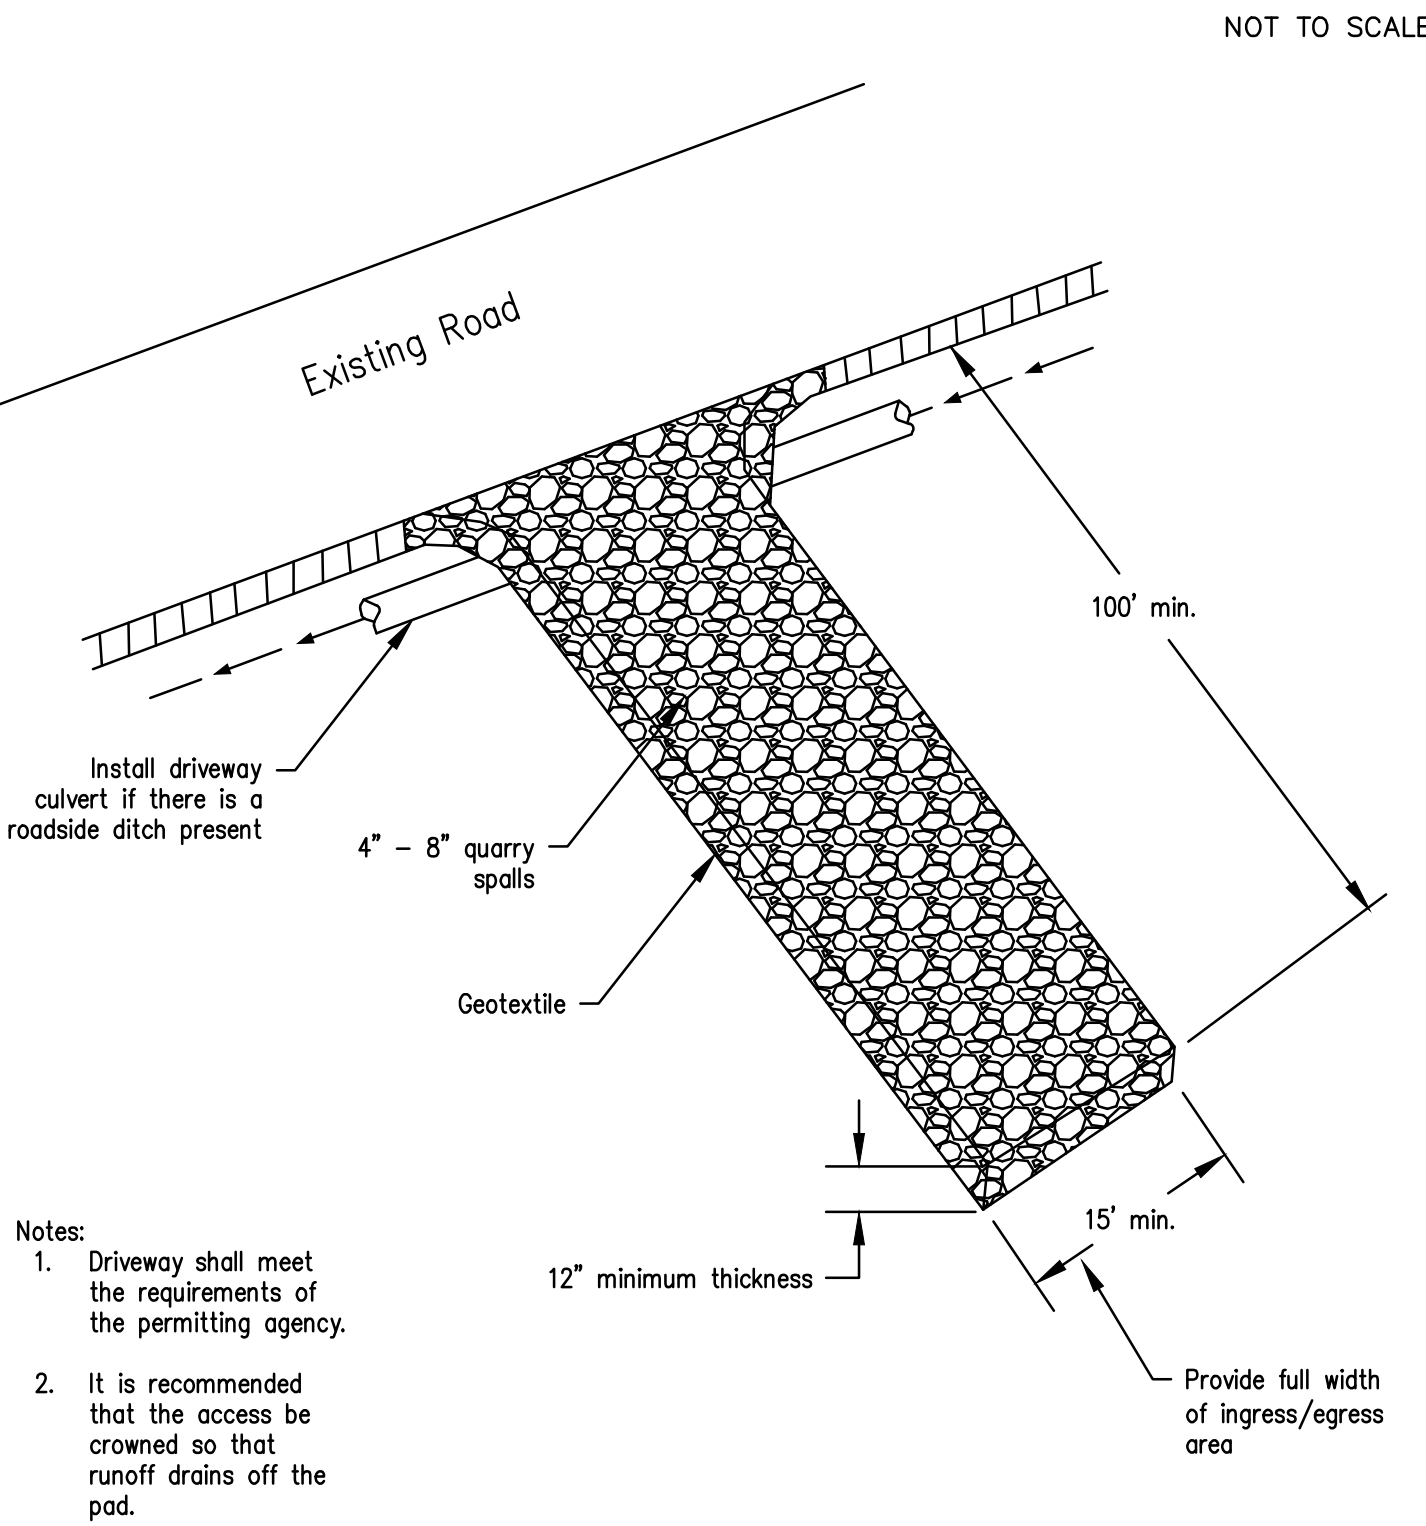 NOT TO SCALE
Existing Road
100’ min.
Install driveway
culvert if there is a
roadside ditch present
4” – 8” quarry
spalls
Geotextile
15’ min.
12” minimum thickness
Provide full width
of ingress/egress
area
Notes:
1. Driveway shall meet
the requirements of
the permitting agency.
2. It is recommended
that the access be
crowned so that
runoff drains off the
pad.